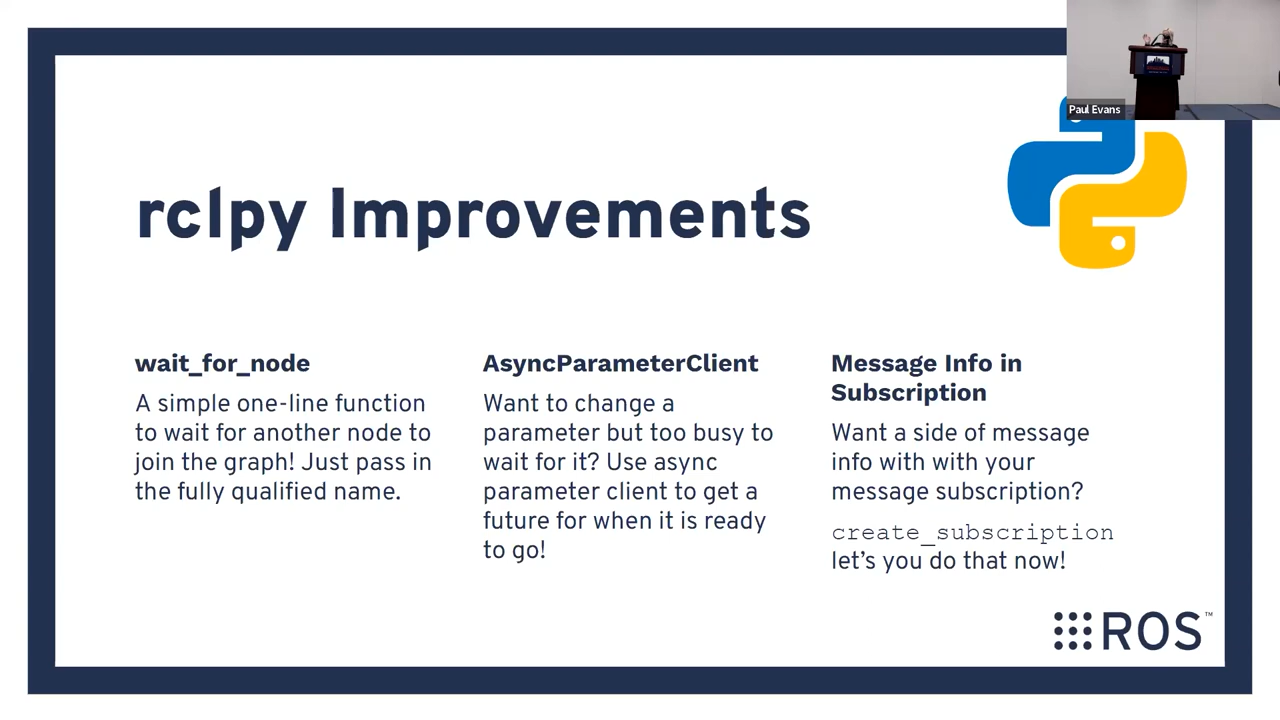 Paul Evans
rclpy Improvements
wait_for_node
A simple one-line function
to wait for another node to
join the graph! Just pass in
the fully qualified name.
AsyncParameterClient
Want to change a
parameter but too busy to
wait for it? Use async
parameter client to get a
future for when it is ready
to go!
Message Info in
Subscription
Want a side of message
info with with your
message subscription?
create_subscription
let’s you do that now!
ROS™